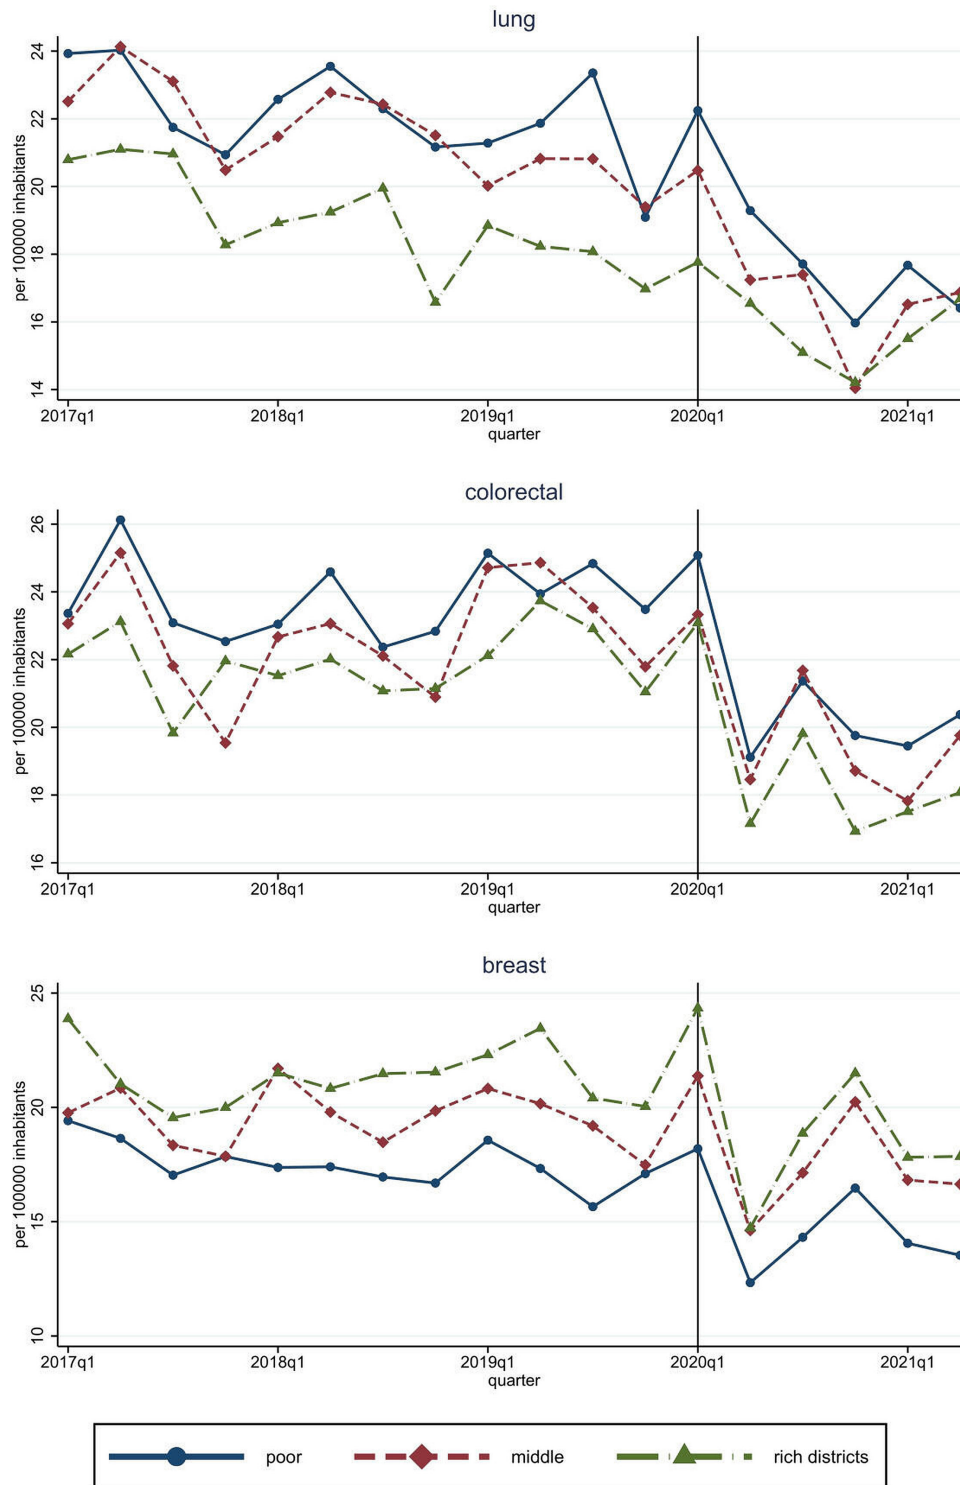 lung
per 100000 inhabitants
24
22
20
18
16
14
2017q1 2018q1 2019q1 2020q1 2021q1
quarter
colorectal
per 100000 inhabitants
26
24
22
20
18
16
2017q1 2018q1 2019q1 2020q1 2021q1
quarter
breast
per 100000 inhabitants
25
20
15
10
2017q1 2018q1 2019q1 2020q1 2021q1
quarter
poor middle rich districts